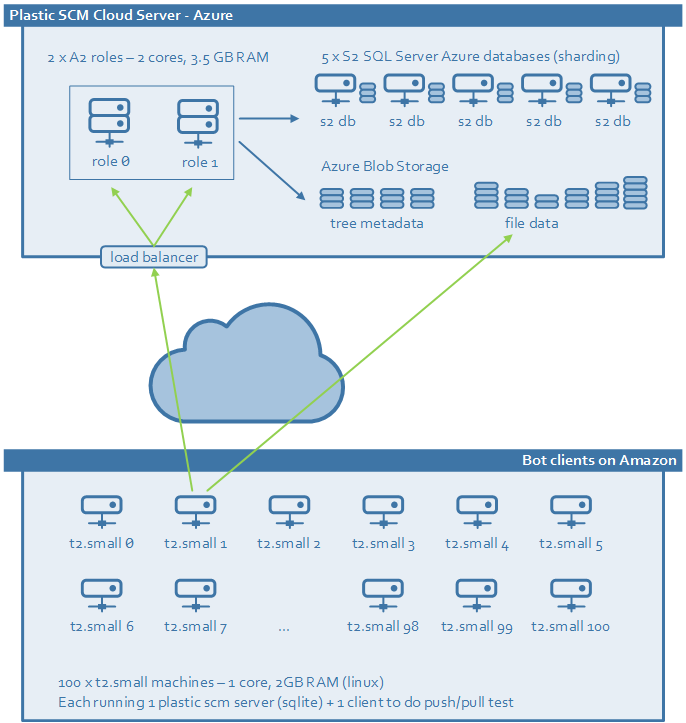 Plastic SCM Cloud Server - Azure
2 x A2 roles – 2 cores, 3.5 GB RAM
5 x S2 SQL Server Azure databases (sharding)
role 0
role 1
s2 db
s2 db
s2 db
s2 db
s2 db
Azure Blob Storage
tree metadata
file data
load balancer
Bot clients on Amazon
t2.small 0
t2.small 1
t2.small 2
t2.small 3
t2.small 4
t2.small 5
t2.small 6
t2.small 7
...
t2.small 98
t2.small 99
t2.small 100
100 x t2.small machines – 1 core, 2GB RAM (linux)
Each running 1 plastic scm server (sqlite) + 1 client to do push/pull test